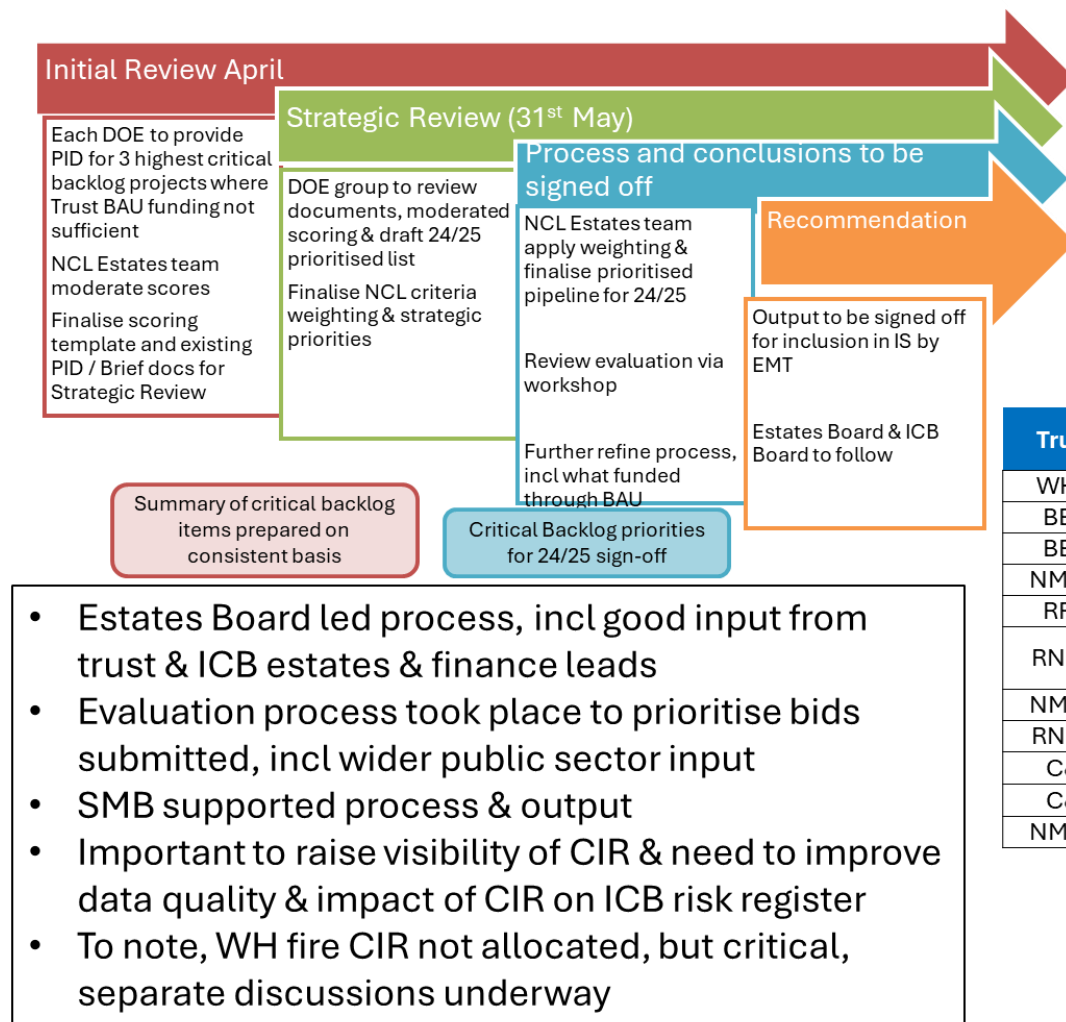 Initial Review April
Each DOE to provide
PID for 3 highest critical
backlog projects where
Trust BAU funding not
sufficient
NCL Estates team
moderate scores
Finalise scoring
template and existing
PID / Brief docs for
Strategic Review
Strategic Review (31st May)
DOE group to review
documents, moderated
scoring & draft 24/25
prioritised list
Finalise NCL criteria
weighting & strategic
priorities
Process and conclusions to be
signed off
NCL Estates team
apply weighting &
finalise prioritised
pipeline for 24/25
Review evaluation via
workshop
Further refine process,
incl what funded
through BAU
Recommendation
Output to be signed off
for inclusion in IS by
EMT
Estates Board & ICB
Board to follow
Summary of critical backlog
items prepared on
consistent basis
Critical Backlog priorities
for 24/25 sign-off
• Estates Board led process, incl good input from
trust & ICB estates & finance leads
• Evaluation process took place to prioritise bids
submitted, incl wider public sector input
• SMB supported process & output
• Important to raise visibility of CIR & need to improve
data quality & impact of CIR on ICB risk register
• To note, WH fire CIR not allocated, but critical,
separate discussions underway